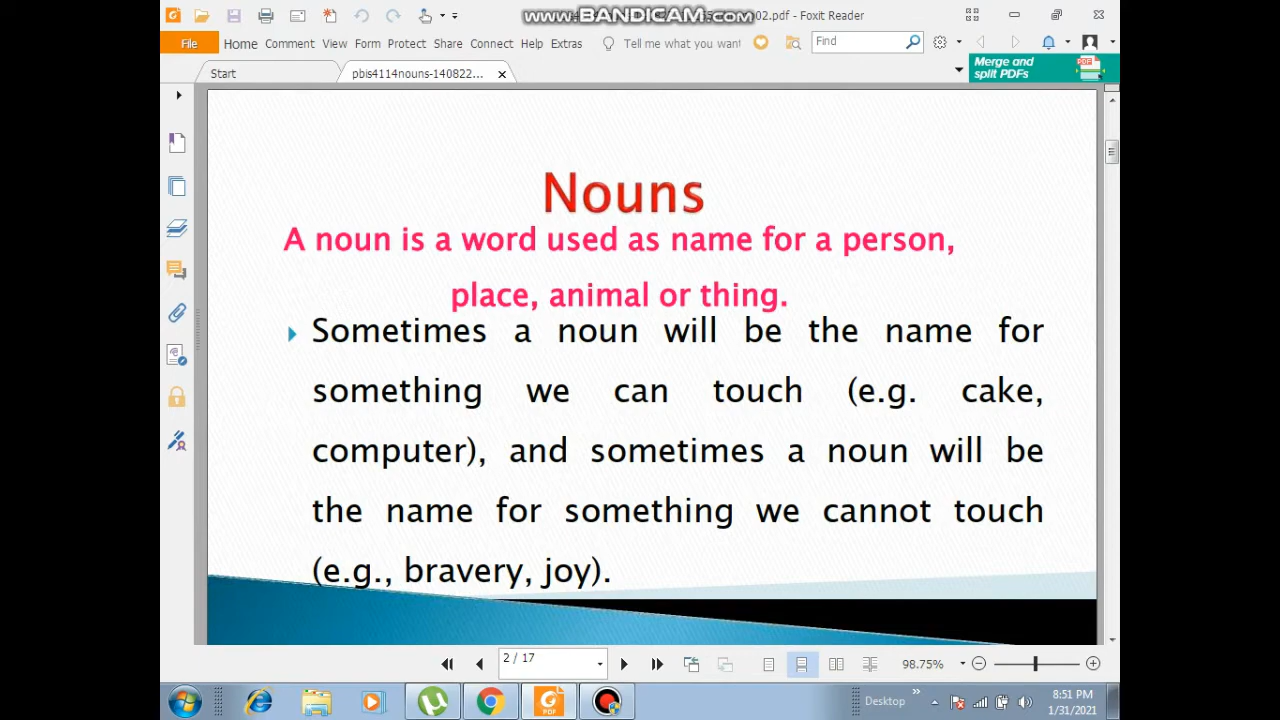 www.BANDICAM.com
02.pdf - Foxit Reader
File Home Comment View Form Protect Share Connect Help Extras Tell me what you want Find
Merge and
split PDFs
Start pbis4114nouns-140822...
Nouns
A noun is a word used as name for a person,
place, animal or thing.
Sometimes a noun will be the name for
something we can touch (e.g. cake,
computer), and sometimes a noun will be
the name for something we cannot touch
(e.g., bravery, joy).
2 / 17 98.75%
Desktop
8:51 PM
1/31/2021